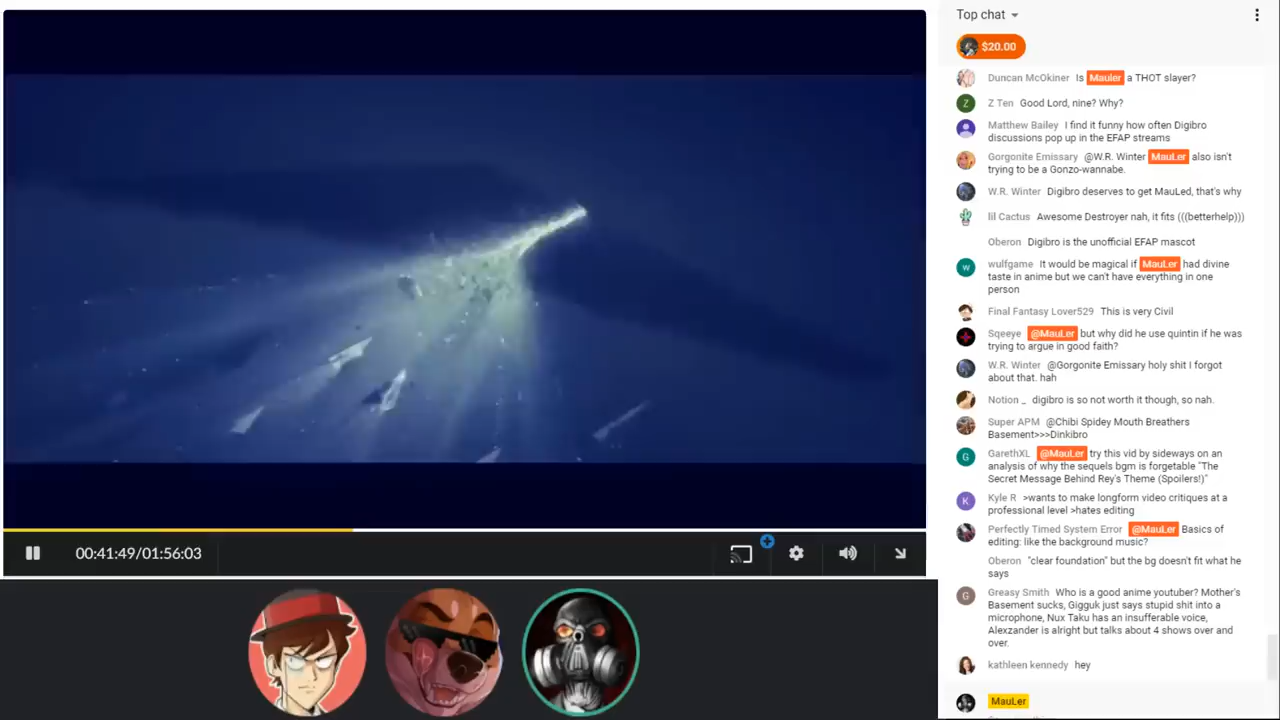 Top chat
$20.00
Duncan McOkiner Is MauLer a THOT slayer?
Z
Z Ten Good Lord, nine? Why?
Matthew Bailey I find it funny how often Digibro
discussions pop up in the EFAP streams
Gorgonite Emissary @W.R. Winter MauLer also isn't
trying to be a Gonzo-wannabe.
W.R. Winter Digibro deserves to get MauLed, that's why
lil Cactus Awesome Destroyer nah, it fits (((betterhelp)))
Oberon Digibro is the unofficial EFAP mascot
w
wulfgame It would be magical if MauLer had divine
taste in anime but we can't have everything in one
person
Final Fantasy Lover529 This is very Civil
Sqeeye @MauLer but why did he use quintin if he was
trying to argue in good faith?
W.R. Winter @Gorgonite Emissary holy shit I forgot
about that. hah
Notion _ digibro is so not worth it though, so nah.
Super APM @Chibi Spidey Mouth Breathers
Basement>>>Dinkibro
G
GarethXL @MauLer try this vid by sideways on an
analysis of why the sequels bgm is forgetable "The
Secret Message Behind Rey's Theme (Spoilers!)"
K
Kyle R >wants to make longform video critiques at a
professional level >hates editing
Perfectly Timed System Error @MauLer Basics of
editing: like the background music?
Oberon "clear foundation" but the bg doesn't fit what he
says
G
Greasy Smith Who is a good anime youtuber? Mother's
Basement sucks, Gigguk just says stupid shit into a
microphone, Nux Taku has an insufferable voice,
Alexzander is alright but talks about 4 shows over and
over.
kathleen kennedy hey
MauLer
00:41:49/01:56:03